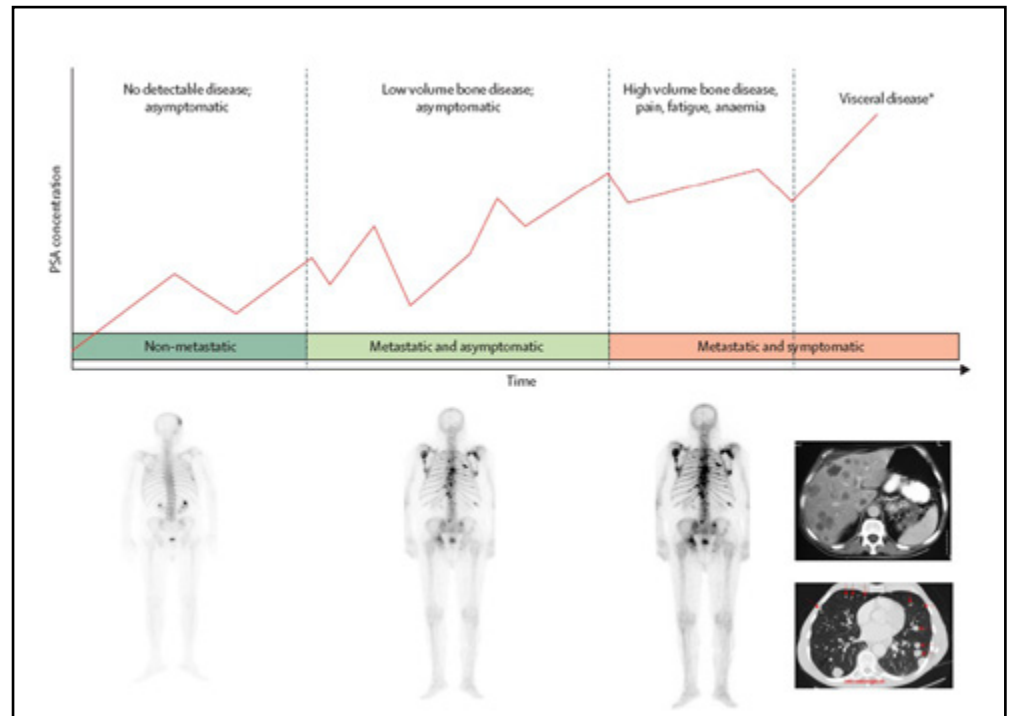 No detectable disease;
asymptomatic
Low volume bone disease;
asymptomatic
High volume bone disease,
pain, fatigue, anaemia
Visceral disease*
PSA concentration
Non-metastatic
Metastatic and asymptomatic
Metastatic and symptomatic
Time